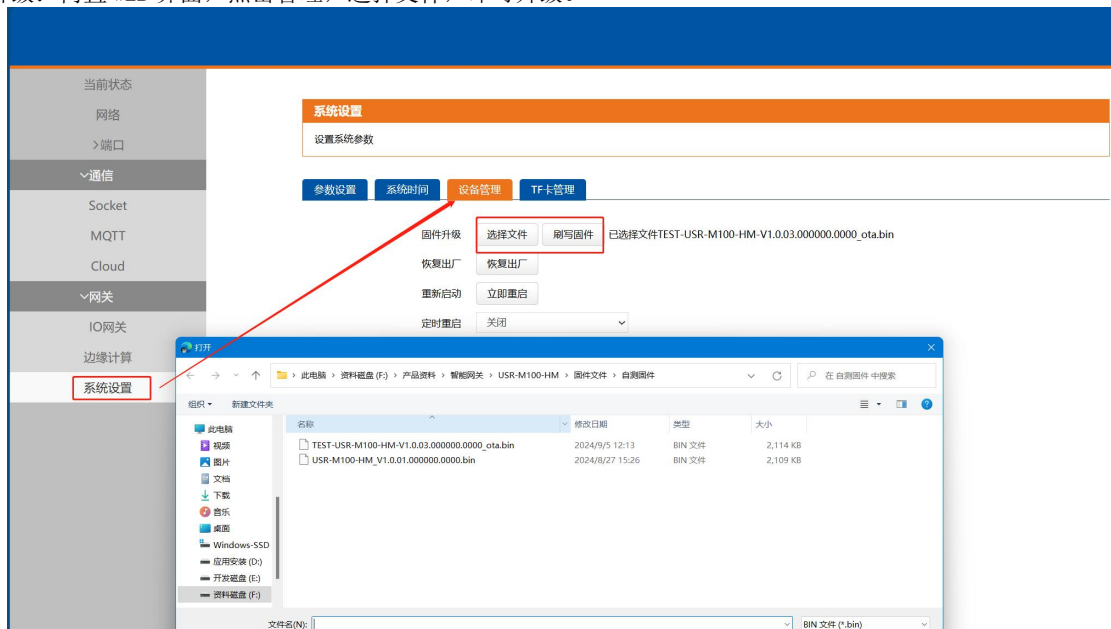 当前状态
网络
>端口
通信
Socket
MQTT
Cloud
网关
IO网关
边缘计算
系统设置
系统设置
设置系统参数
参数设置 系统时间 设备管理 TF卡管理
固件升级 选择文件 刷写固件 已选择文件TEST-USR-M100-HM-V1.0.03.000000.0000_ota.bin
恢复出厂 恢复出厂
重新启动 立即重启
定时重启 关闭
打开
此电脑 › 资料磁盘 (F:) › 产品资料 › 智能网关 › USR-M100-HM › 固件文件 › 自测固件
在 自测固件 中搜索
组织 新建文件夹
名称 修改日期 类型 大小
TEST-USR-M100-HM-V1.0.03.000000.0000_ota.bin 2024/9/5 12:13 BIN 文件 2,114 KB
USR-M100-HM_V1.0.01.000000.0000.bin 2024/8/27 15:26 BIN 文件 2,109 KB
此电脑
视频
图片
文档
下载
音乐
桌面
Windows-SSD
应用安装 (D:)
开发磁盘 (E:)
资料磁盘 (F:)
文件名(N): BIN 文件 (*.bin)